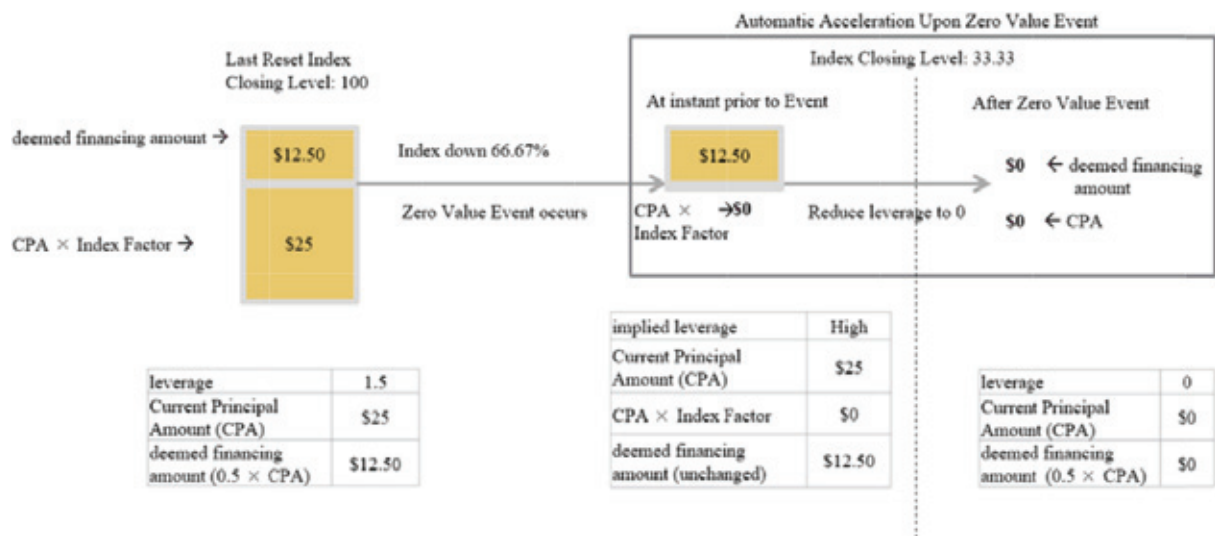 Automatic Acceleration Upon Zero Value Event
Last Reset Index
Closing Level: 100
Index Closing Level: 33.33
At instant prior to Event
After Zero Value Event
deemed financing amount →
$12.50
Index down 66.67%
$12.50
$0 ← deemed financing
amount
Zero Value Event occurs
CPA × →$0
Index Factor
Reduce leverage to 0
$0 ← CPA
CPA × Index Factor →
$25
leverage 1.5
Current Principal
Amount (CPA) $25
deemed financing
amount (0.5 × CPA) $12.50
implied leverage High
Current Principal
Amount (CPA) $25
CPA × Index Factor $0
deemed financing
amount (unchanged) $12.50
leverage 0
Current Principal
Amount (CPA) $0
deemed financing
amount (0.5 × CPA) $0